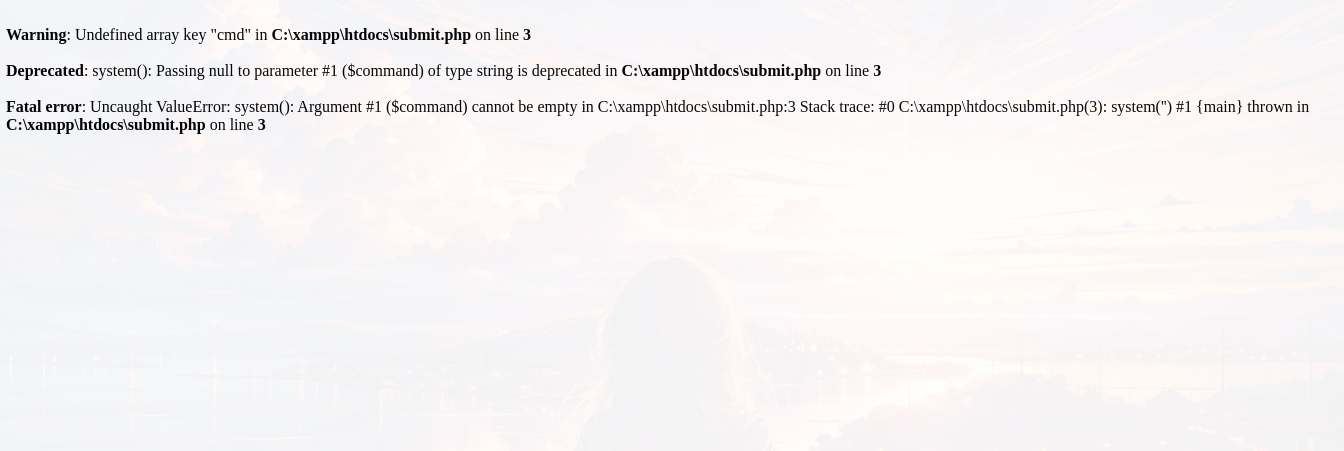 Warning: Undefined array key "cmd" in C:\xampp\htdocs\submit.php on line 3
Deprecated: system(): Passing null to parameter #1 ($command) of type string is deprecated in C:\xampp\htdocs\submit.php on line 3
Fatal error: Uncaught ValueError: system(): Argument #1 ($command) cannot be empty in C:\xampp\htdocs\submit.php:3 Stack trace: #0 C:\xampp\htdocs\submit.php(3): system('') #1 {main} thrown in
C:\xampp\htdocs\submit.php on line 3